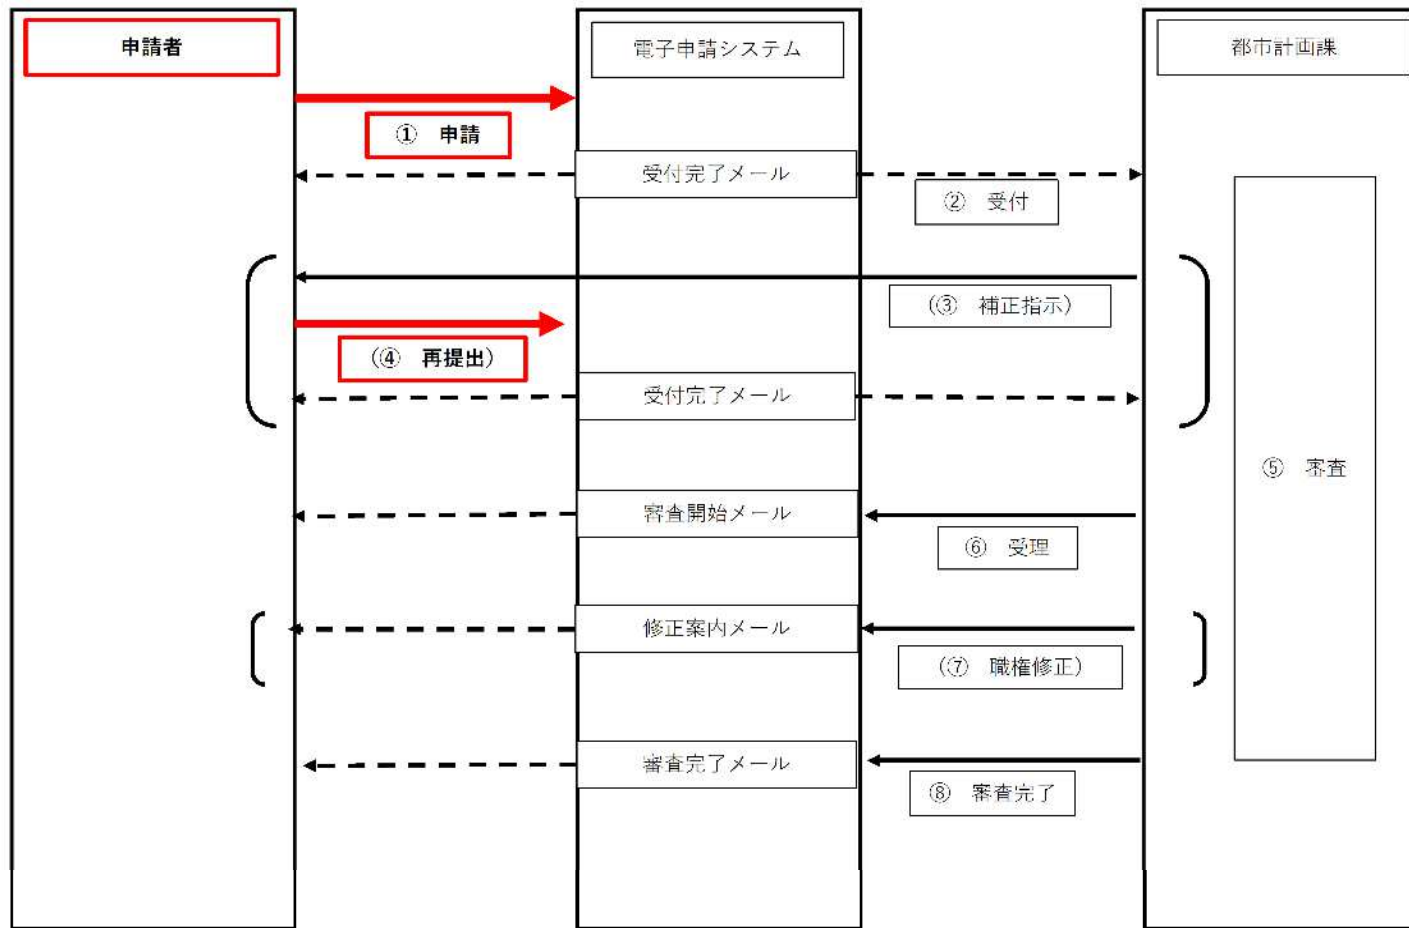 申請者
電子申請システム
都市計画課
① 申請
受付完了メール
② 受付
(③ 補正指示)
(④ 再提出)
受付完了メール
⑤ 審査
審査開始メール
⑥ 受理
修正案内メール
(⑦ 職権修正)
審査完了メール
⑧ 審査完了